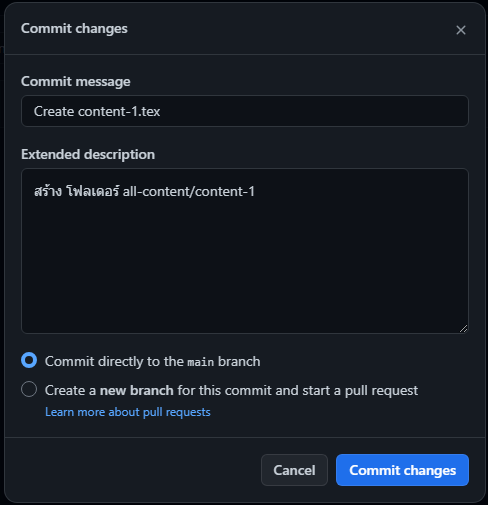 Commit changes
Commit message
Create content-1.tex
Extended description
สร้าง โฟลเดอร์ all-content/content-1
Commit directly to the main branch
Create a new branch for this commit and start a pull request
Learn more about pull requests
Cancel
Commit changes